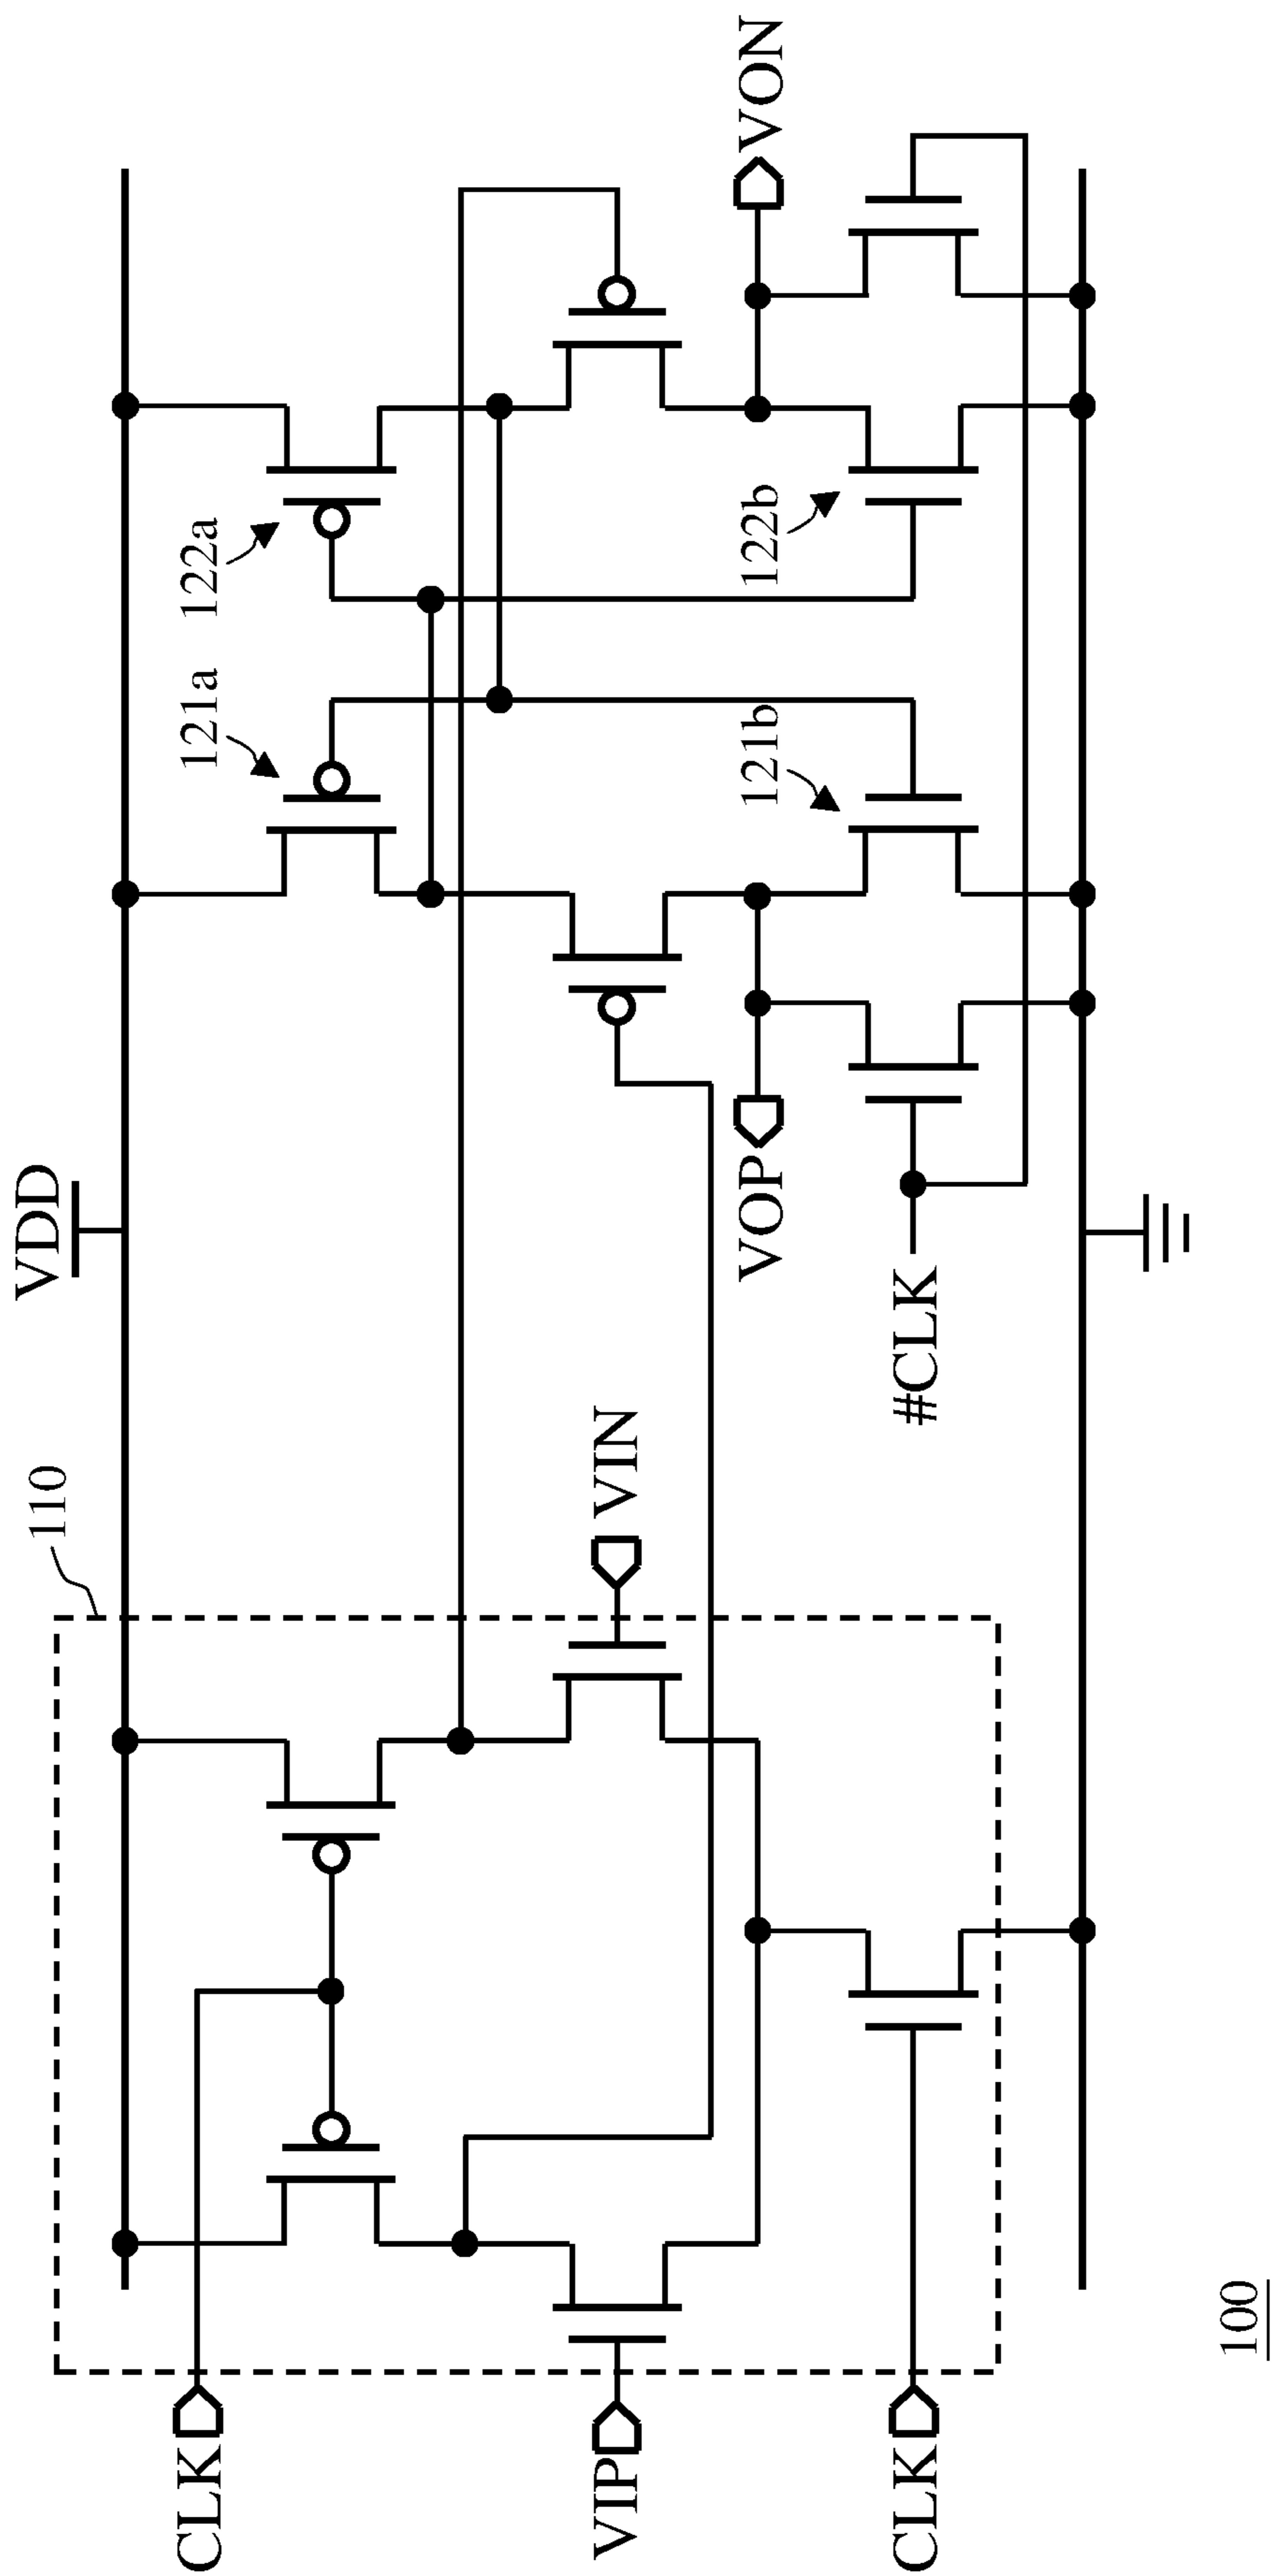 VDD
110
CLK
121a
122a
VIP
VIN
VOP
121b
122b
VON
CLK
#CLK
100